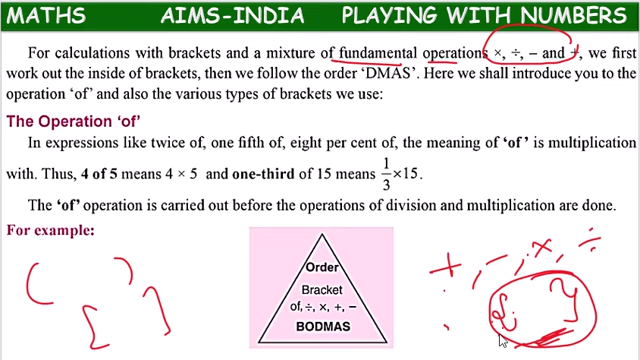 MATHS AIMS-INDIA PLAYING WITH NUMBERS
For calculations with brackets and a mixture of fundamental operations ×, ÷, − and +, we first
work out the inside of brackets, then we follow the order 'DMAS'. Here we shall introduce you to the
operation 'of' and also the various types of brackets we use:
The Operation 'of'
In expressions like twice of, one fifth of, eight per cent of, the meaning of 'of' is multiplication
with. Thus, 4 of 5 means 4 × 5 and one-third of 15 means 1/3 ×15.
The 'of' operation is carried out before the operations of division and multiplication are done.
For example:
Order
Bracket
of, ÷, ×, +, −
BODMAS
+, −, ×, ÷
( )
[ ]
{ }